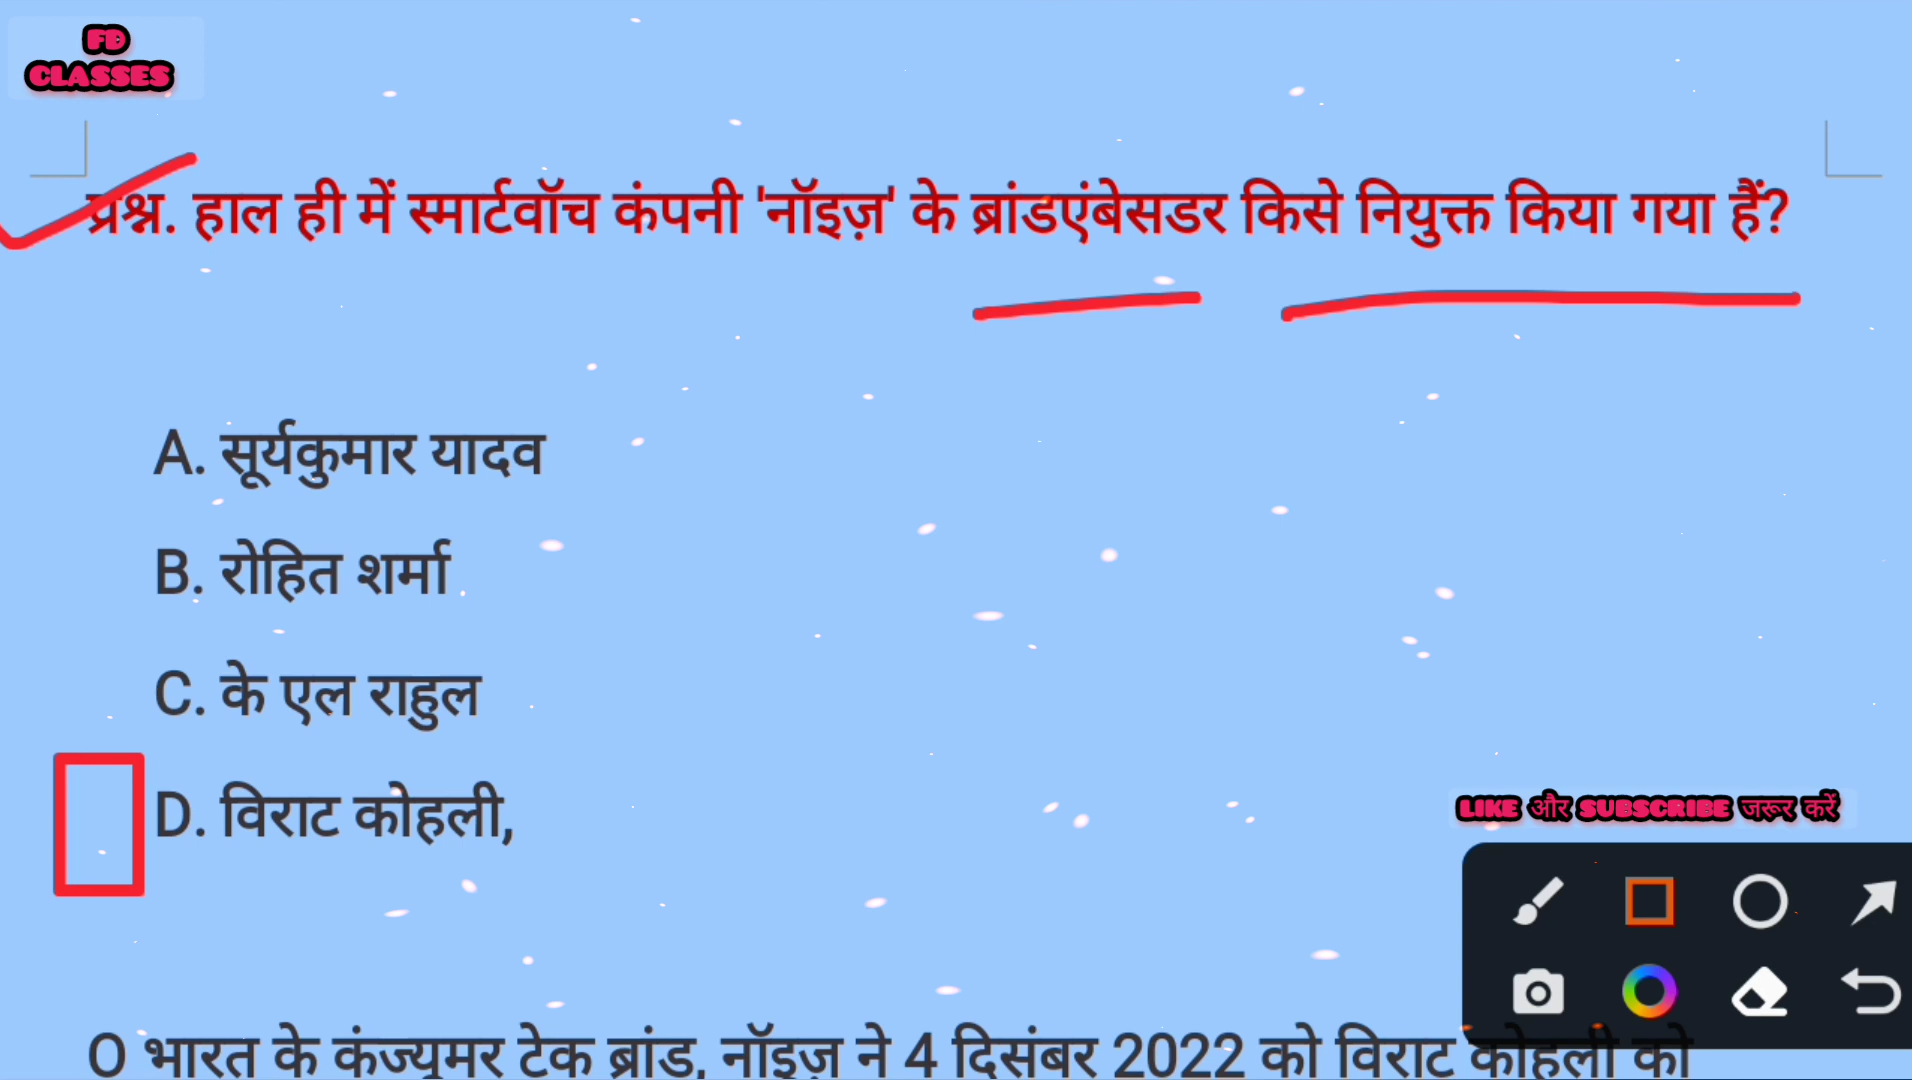 FD
CLASSES
प्रश्न. हाल ही में स्मार्टवॉच कंपनी 'नॉइज़' के ब्रांडएंबेसडर किसे नियुक्त किया गया हैं?
A. सूर्यकुमार यादव
B. रोहित शर्मा
C. के एल राहुल
D. विराट कोहली,
LIKE और SUBSCRIBE जरूर करें
O भारत के कंज्यूमर टेक ब्रांड, नॉइज़ ने 4 दिसंबर 2022 को विराट कोहली को